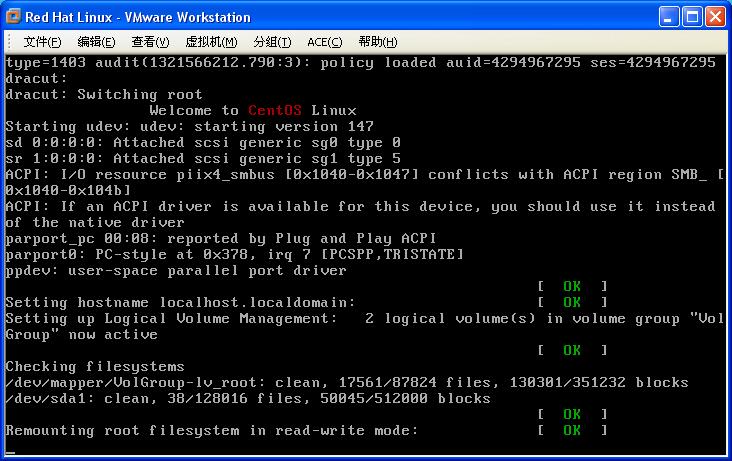 Red Hat Linux - VMware Workstation
文件(F) 编辑(E) 查看(V) 虚拟机(M) 分组(T) ACE(C) 帮助(H)
type=1403 audit(1321566212.790:3): policy loaded auid=4294967295 ses=4294967295
dracut:
dracut: Switching root
Welcome to CentOS Linux
Starting udev: udev: starting version 147
sd 0:0:0:0: Attached scsi generic sg0 type 0
sr 1:0:0:0: Attached scsi generic sg1 type 5
ACPI: I/O resource piix4_smbus [0x1040-0x1047] conflicts with ACPI region SMB_ [
0x1040-0x104b]
ACPI: If an ACPI driver is available for this device, you should use it instead
of the native driver
parport_pc 00:08: reported by Plug and Play ACPI
parport0: PC-style at 0x378, irq 7 [PCSPP,TRISTATE]
ppdev: user-space parallel port driver
[ OK ]
Setting hostname localhost.localdomain: [ OK ]
Setting up Logical Volume Management: 2 logical volume(s) in volume group "Vol
Group" now active
[ OK ]
Checking filesystems
/dev/mapper/VolGroup-lv_root: clean, 17561/87824 files, 130301/351232 blocks
/dev/sda1: clean, 38/128016 files, 50045/512000 blocks
[ OK ]
Remounting root filesystem in read-write mode: [ OK ]